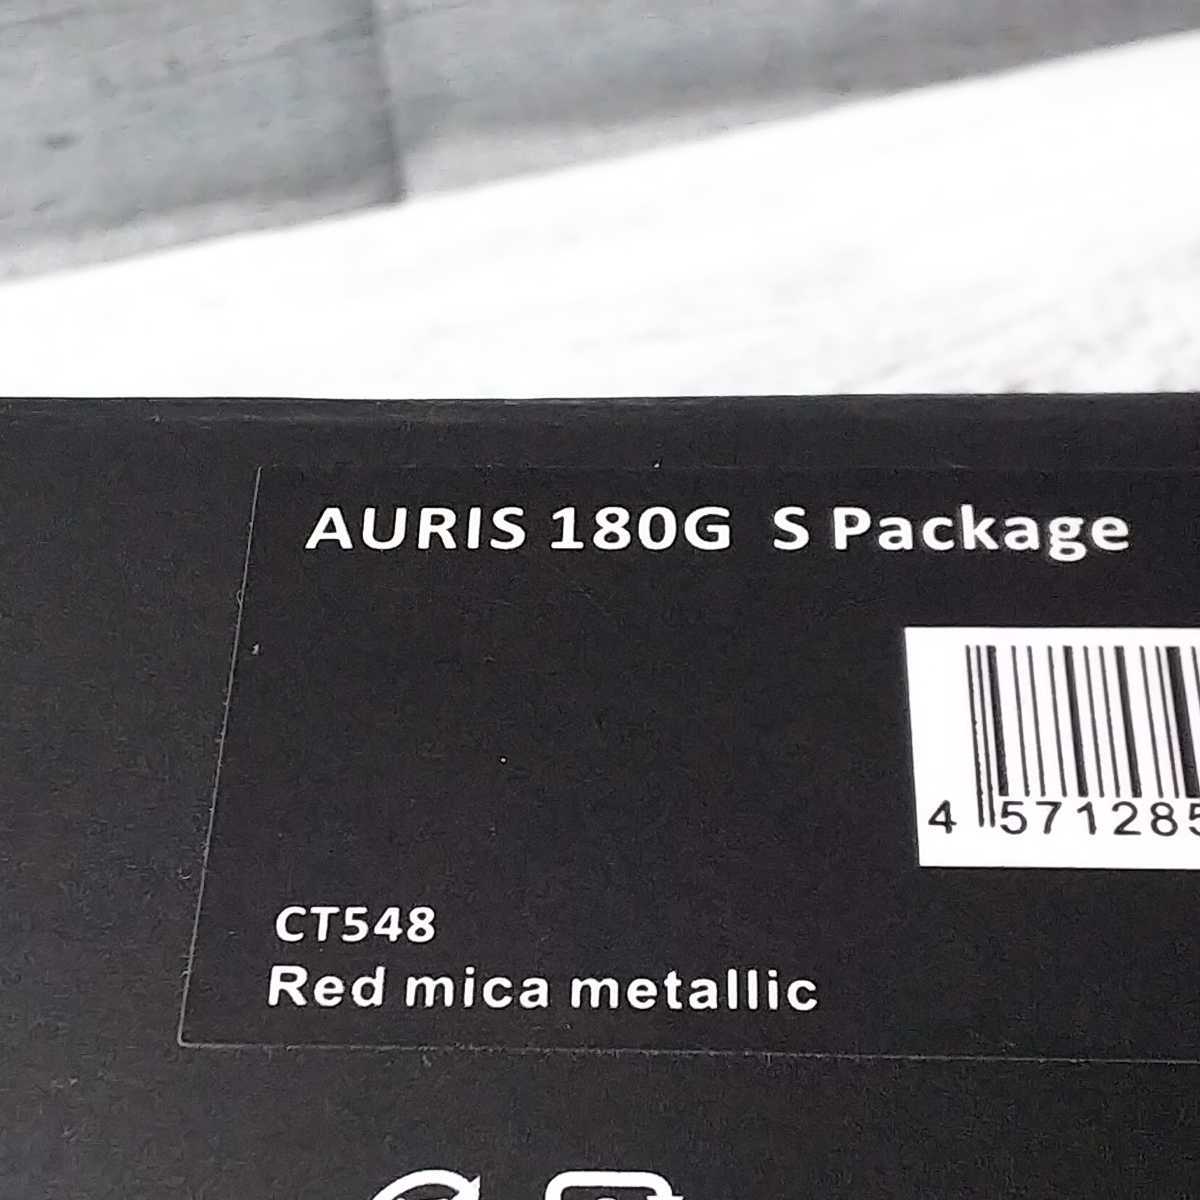 AURIS 180G S Package
4 571285
CT548
Red mica metallic